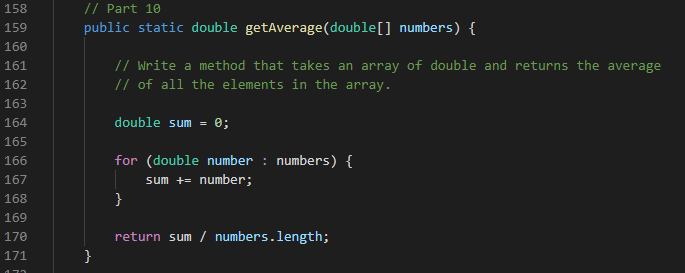 158 // Part 10
159 public static double getAverage(double[] numbers) {
160
161 // Write a method that takes an array of double and returns the average
162 // of all the elements in the array.
163
164 double sum = 0;
165
166 for (double number : numbers) {
167 sum += number;
168 }
169
170 return sum / numbers.length;
171 }